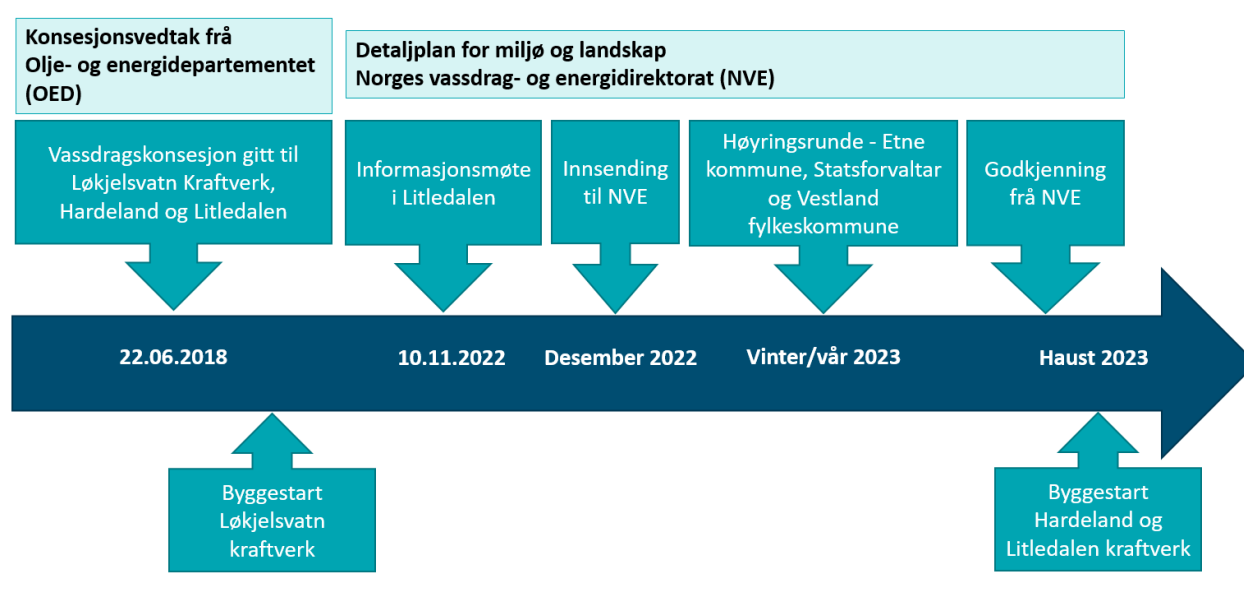 Konsesjonsvedtak frå
Olje- og energidepartementet
(OED)
Detaljplan for miljø og landskap
Norges vassdrag- og energidirektorat (NVE)
Vassdragskonsesjon gitt til
Løkjelsvatn Kraftverk,
Hardeland og Litledalen
Informasjonsmøte
i Litledalen
Innsending
til NVE
Høyringsrunde - Etne
kommune, Statsforvaltar
og Vestland
fylkeskommune
Godkjenning
frå NVE
22.06.2018
10.11.2022
Desember 2022
Vinter/vår 2023
Haust 2023
Byggestart
Løkjelsvatn
kraftverk
Byggestart
Hardeland og
Litledalen kraftverk